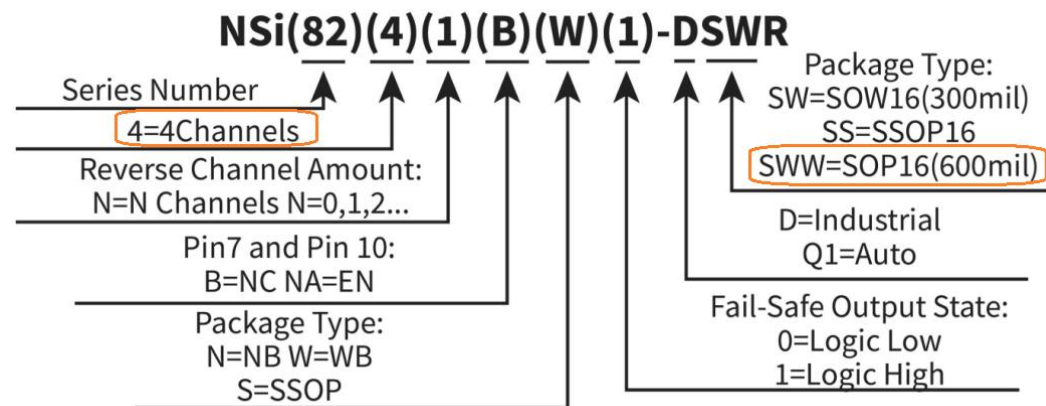 NSi(82)(4)(1)(B)(W)(1)-DSWR
Series Number
4=4Channels
Reverse Channel Amount:
N=N Channels N=0,1,2...
Pin7 and Pin 10:
B=NC NA=EN
Package Type:
N=NB W=WB
S=SSOP
Package Type:
SW=SOW16(300mil)
SS=SSOP16
SWW=SOP16(600mil)
D=Industrial
Q1=Auto
Fail-Safe Output State:
0=Logic Low
1=Logic High